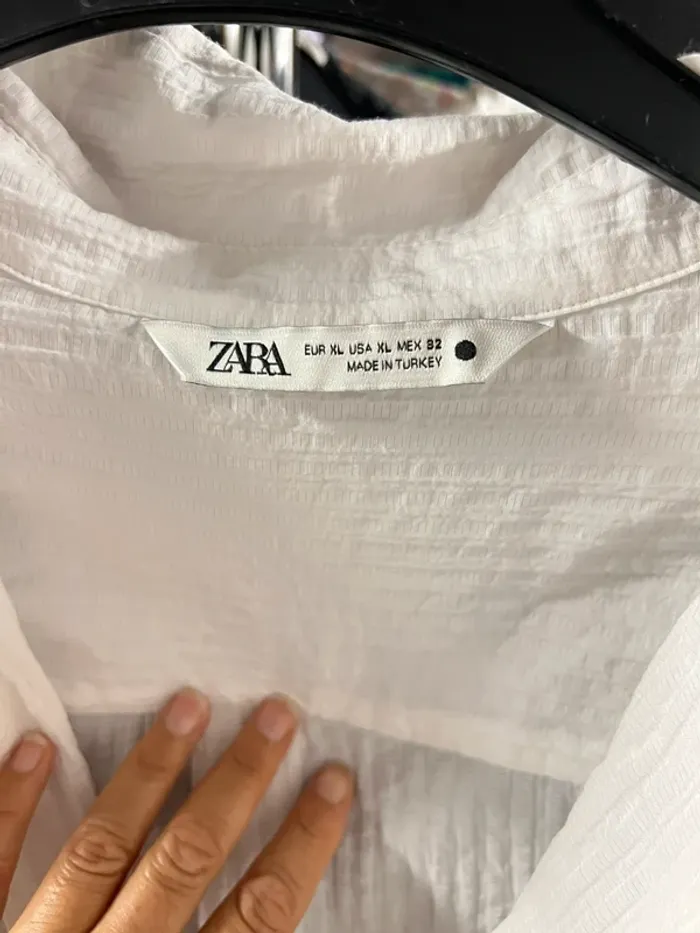 ZARA
EUR XL USA XL MEX 32
MADE IN TURKEY